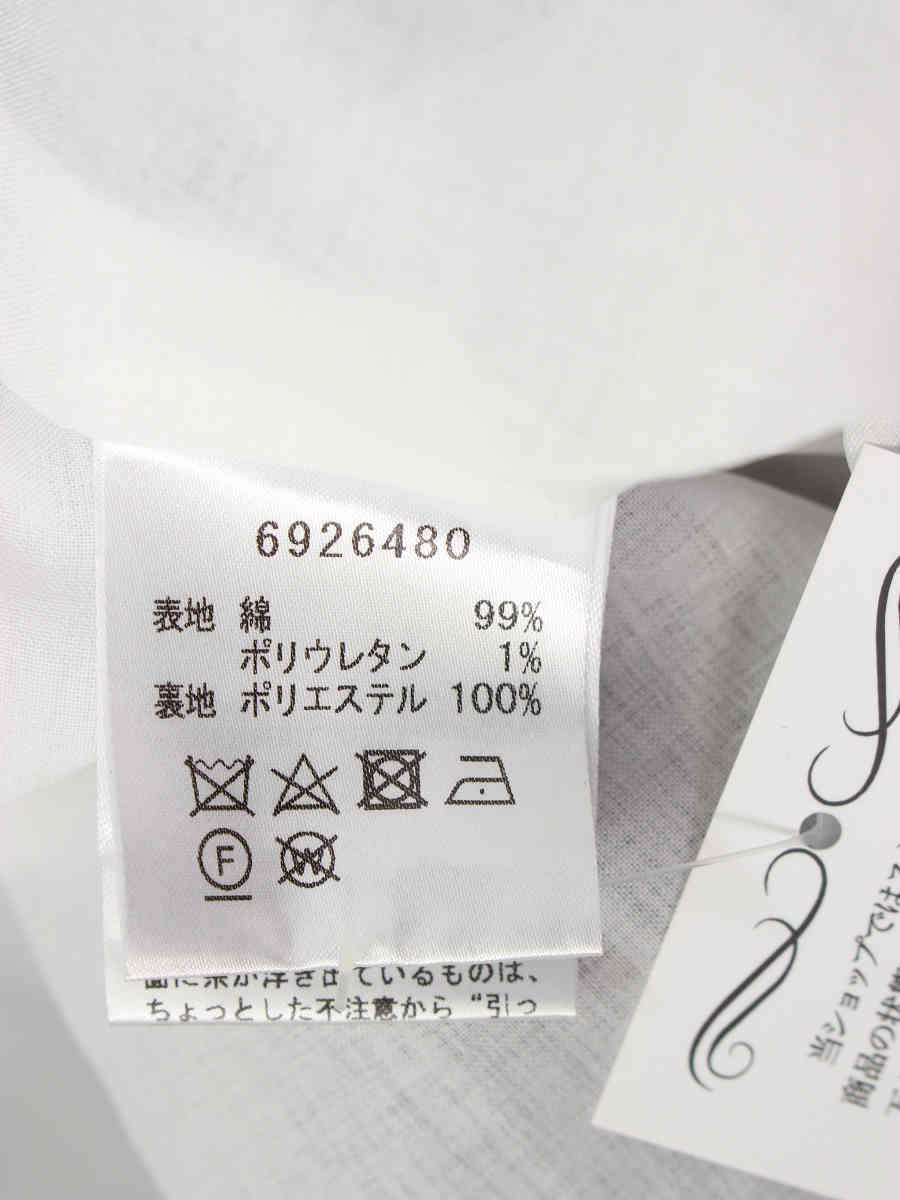 6926480
表地 綿 99%
ポリウレタン 1%
裏地 ポリエステル 100%
F
W
面に糸が浮き出ているものは、
ちょっとした不注意から“引っ
当ショップでは
商品の状態